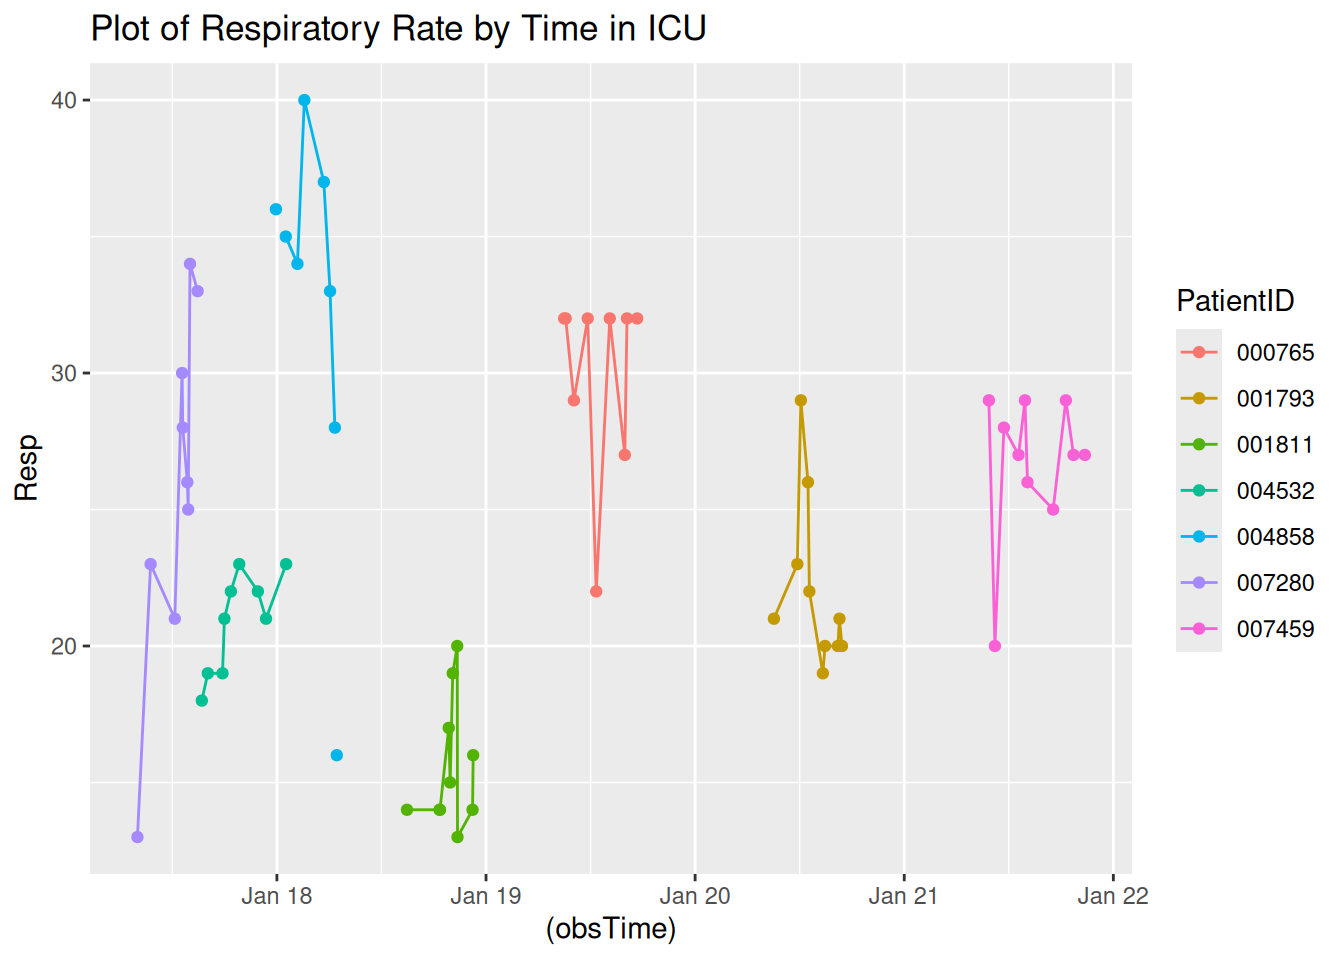 Plot of Respiratory Rate by Time in ICU
40
30
20
Resp
Jan 18
Jan 19
Jan 20
Jan 21
Jan 22
(obsTime)
PatientID
000765
001793
001811
004532
004858
007280
007459